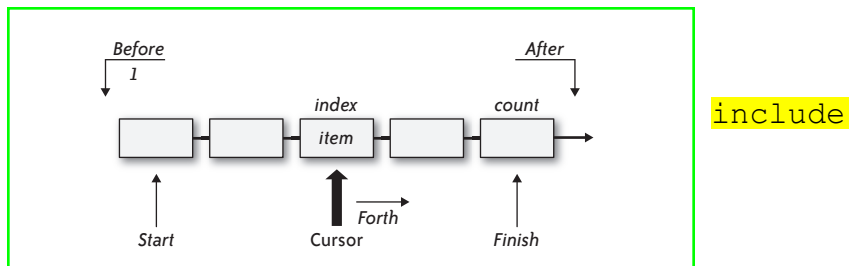 Before After
1
index count
item
Forth
Start Cursor Finish
include